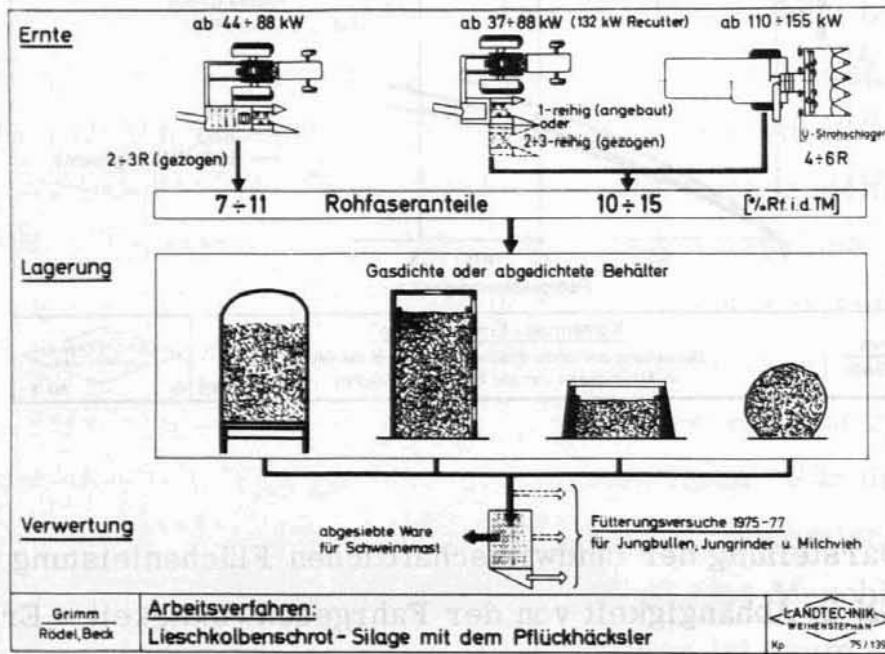 Ernte
ab 44÷88 kW
ab 37÷88 kW (132 kW Recutter)
ab 110÷155 kW
1-reihig (angebaut)
oder
2÷3-reihig (gezogen)
U-Strohschläger
4÷6R
2÷3R (gezogen)
7÷11 Rohfaseranteile 10÷15 [% Rf. i. d. TM]
Lagerung
Gasdichte oder abgedichtete Behälter
Verwertung
abgesiebte Ware
für Schweinemast
Fütterungsversuche 1975-77
für Jungbullen, Jungrinder u. Milchvieh
Grimm
Rödel, Beck
Arbeitsverfahren:
Lieschkolbenschrot-Silage mit dem Pflückhäcksler
LANDTECHNIK
WEIHENSTEPHAN
Kp 75/139